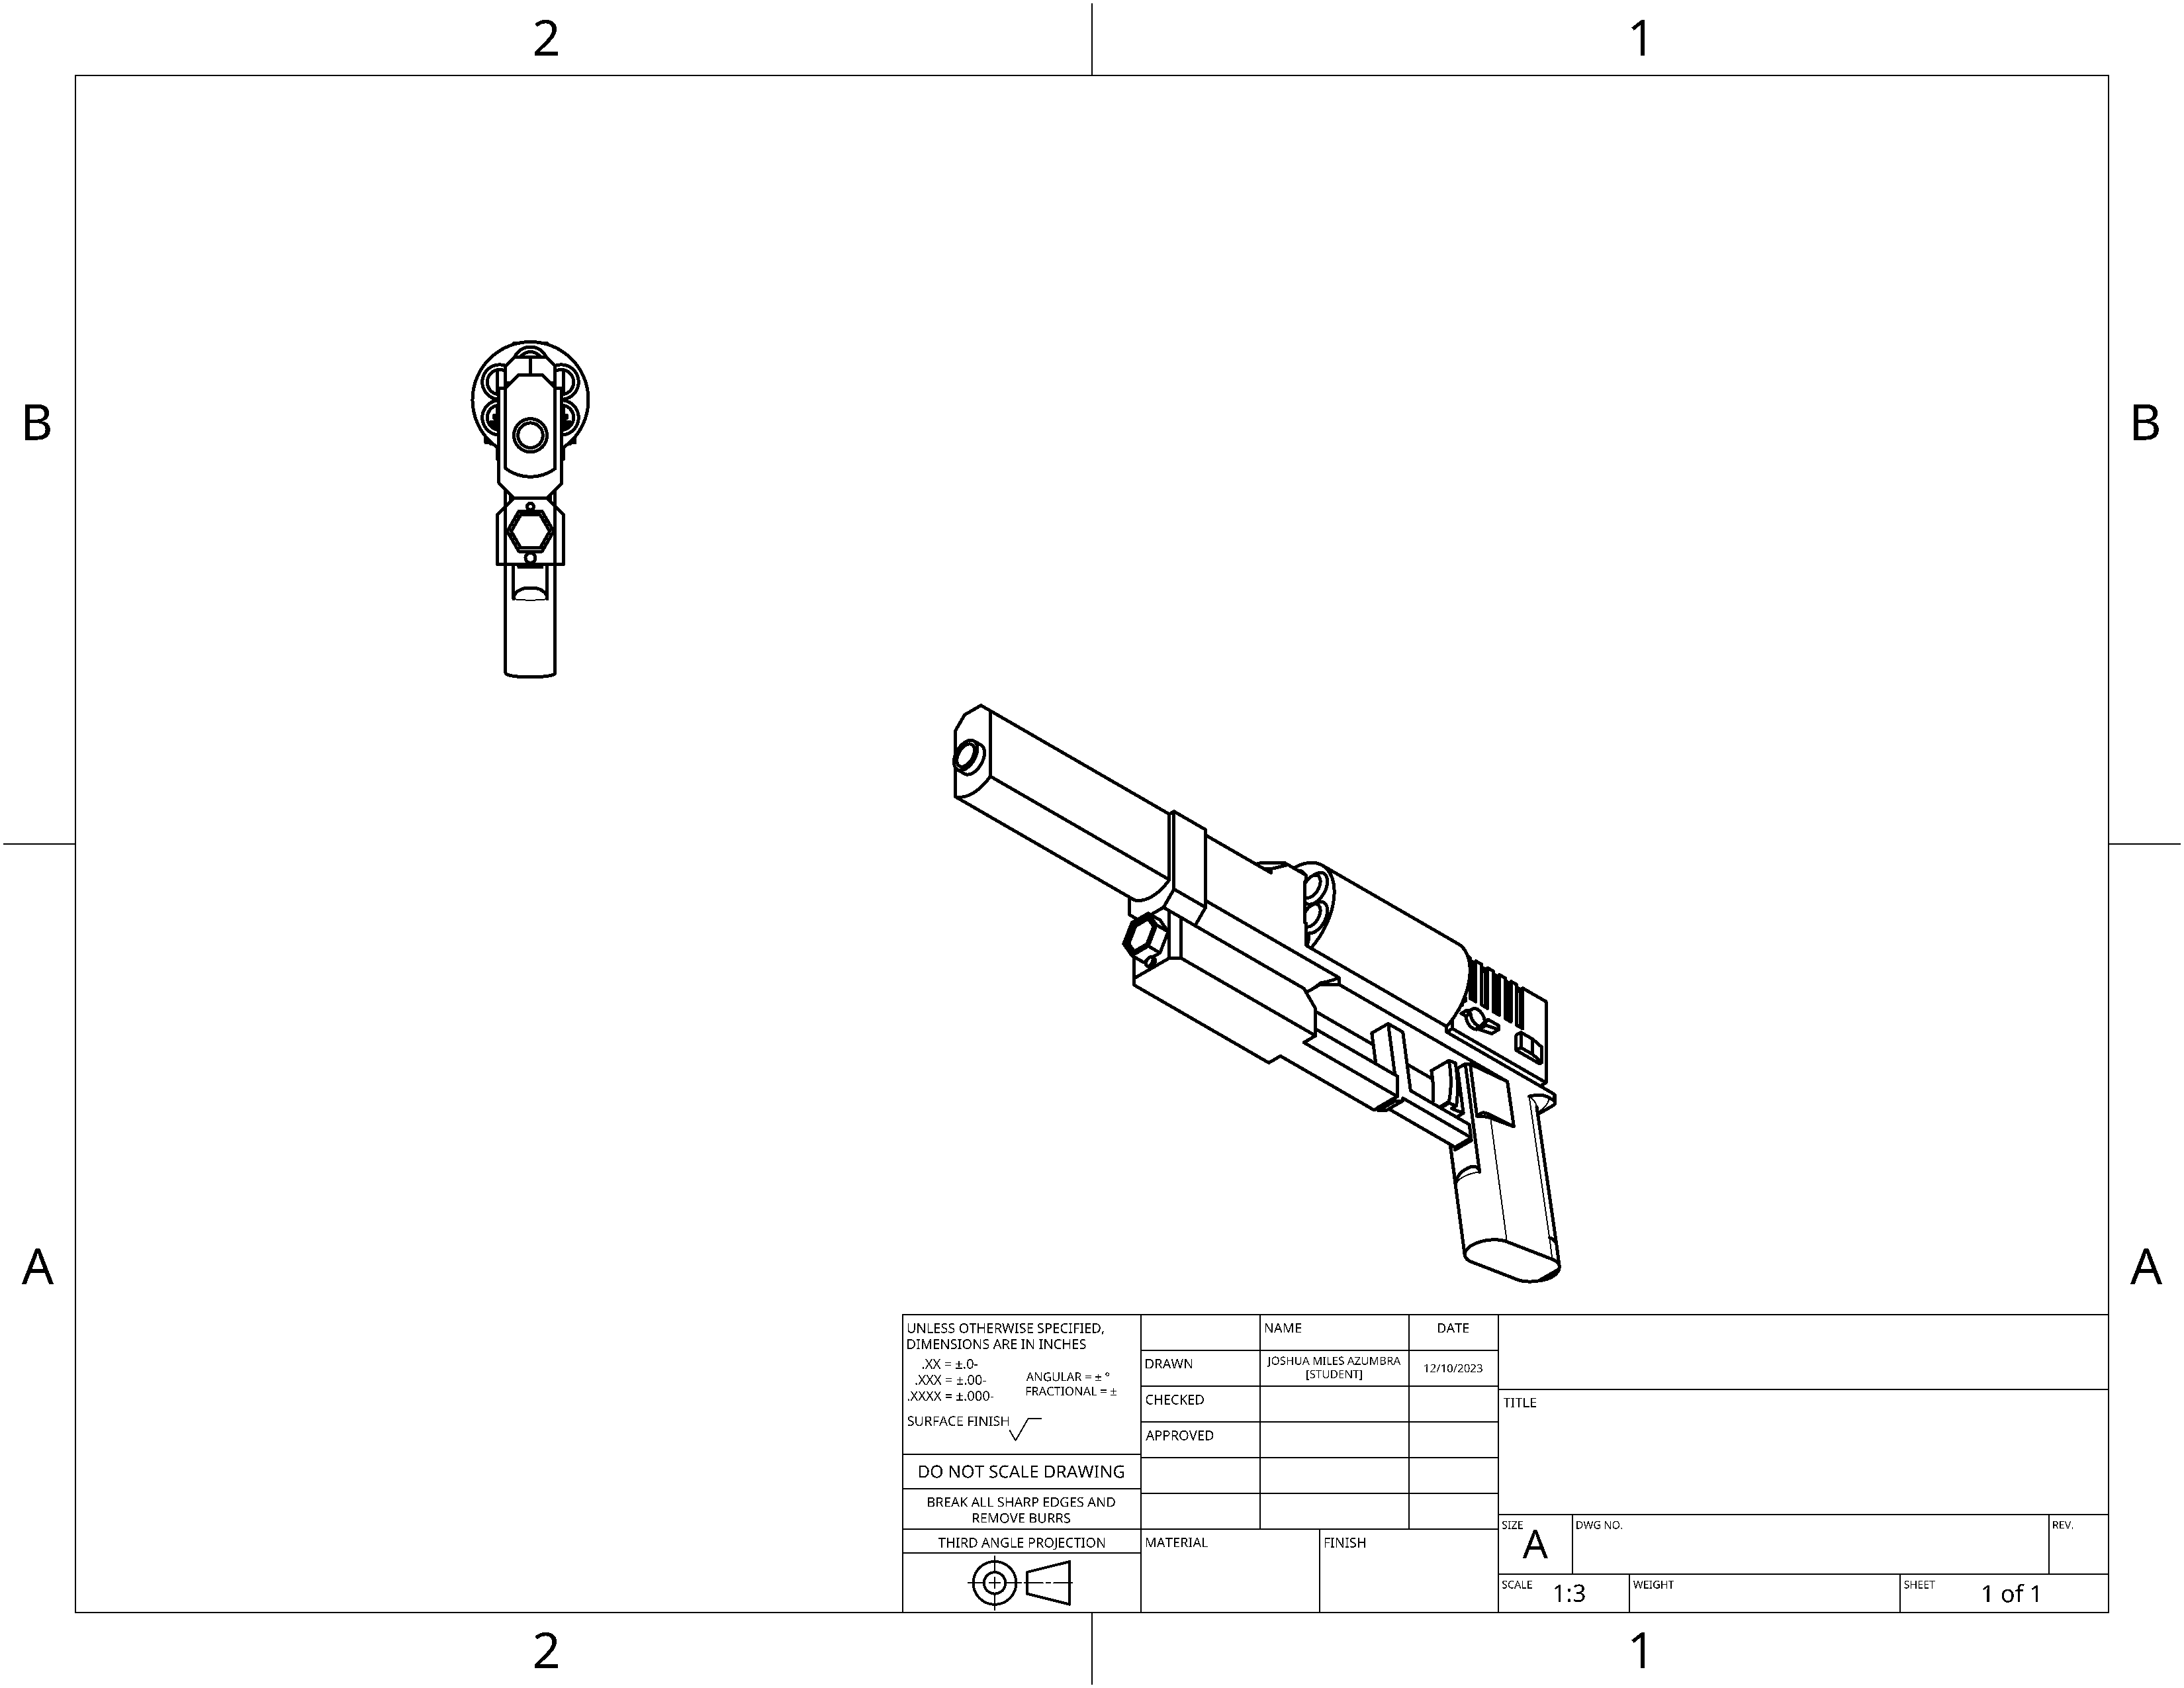 2
1
B
B
A
A
UNLESS OTHERWISE SPECIFIED,
DIMENSIONS ARE IN INCHES
.XX = ±.0-
.XXX = ±.00-
.XXXX = ±.000-
ANGULAR = ± °
FRACTIONAL = ±
SURFACE FINISH
DO NOT SCALE DRAWING
BREAK ALL SHARP EDGES AND
REMOVE BURRS
THIRD ANGLE PROJECTION
NAME
DATE
DRAWN
JOSHUA MILES AZUMBRA
[STUDENT]
12/10/2023
CHECKED
APPROVED
MATERIAL
FINISH
TITLE
SIZE
A
DWG NO.
REV.
SCALE
1:3
WEIGHT
SHEET
1 of 1
2
1